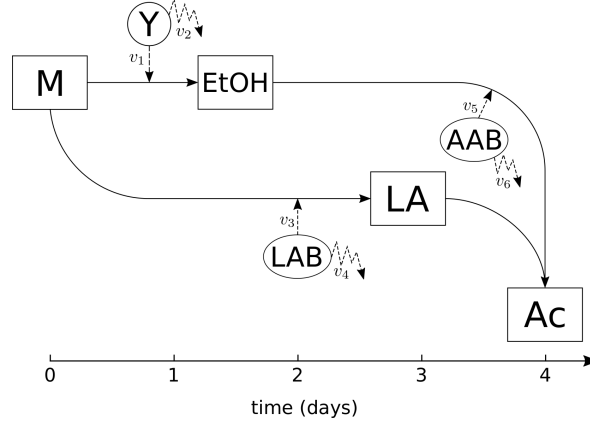 Y
v₂
v₁
M
EtOH
v₅
AAB
v₆
LA
v₃
LAB
v₄
Ac
0 1 2 3 4
time (days)